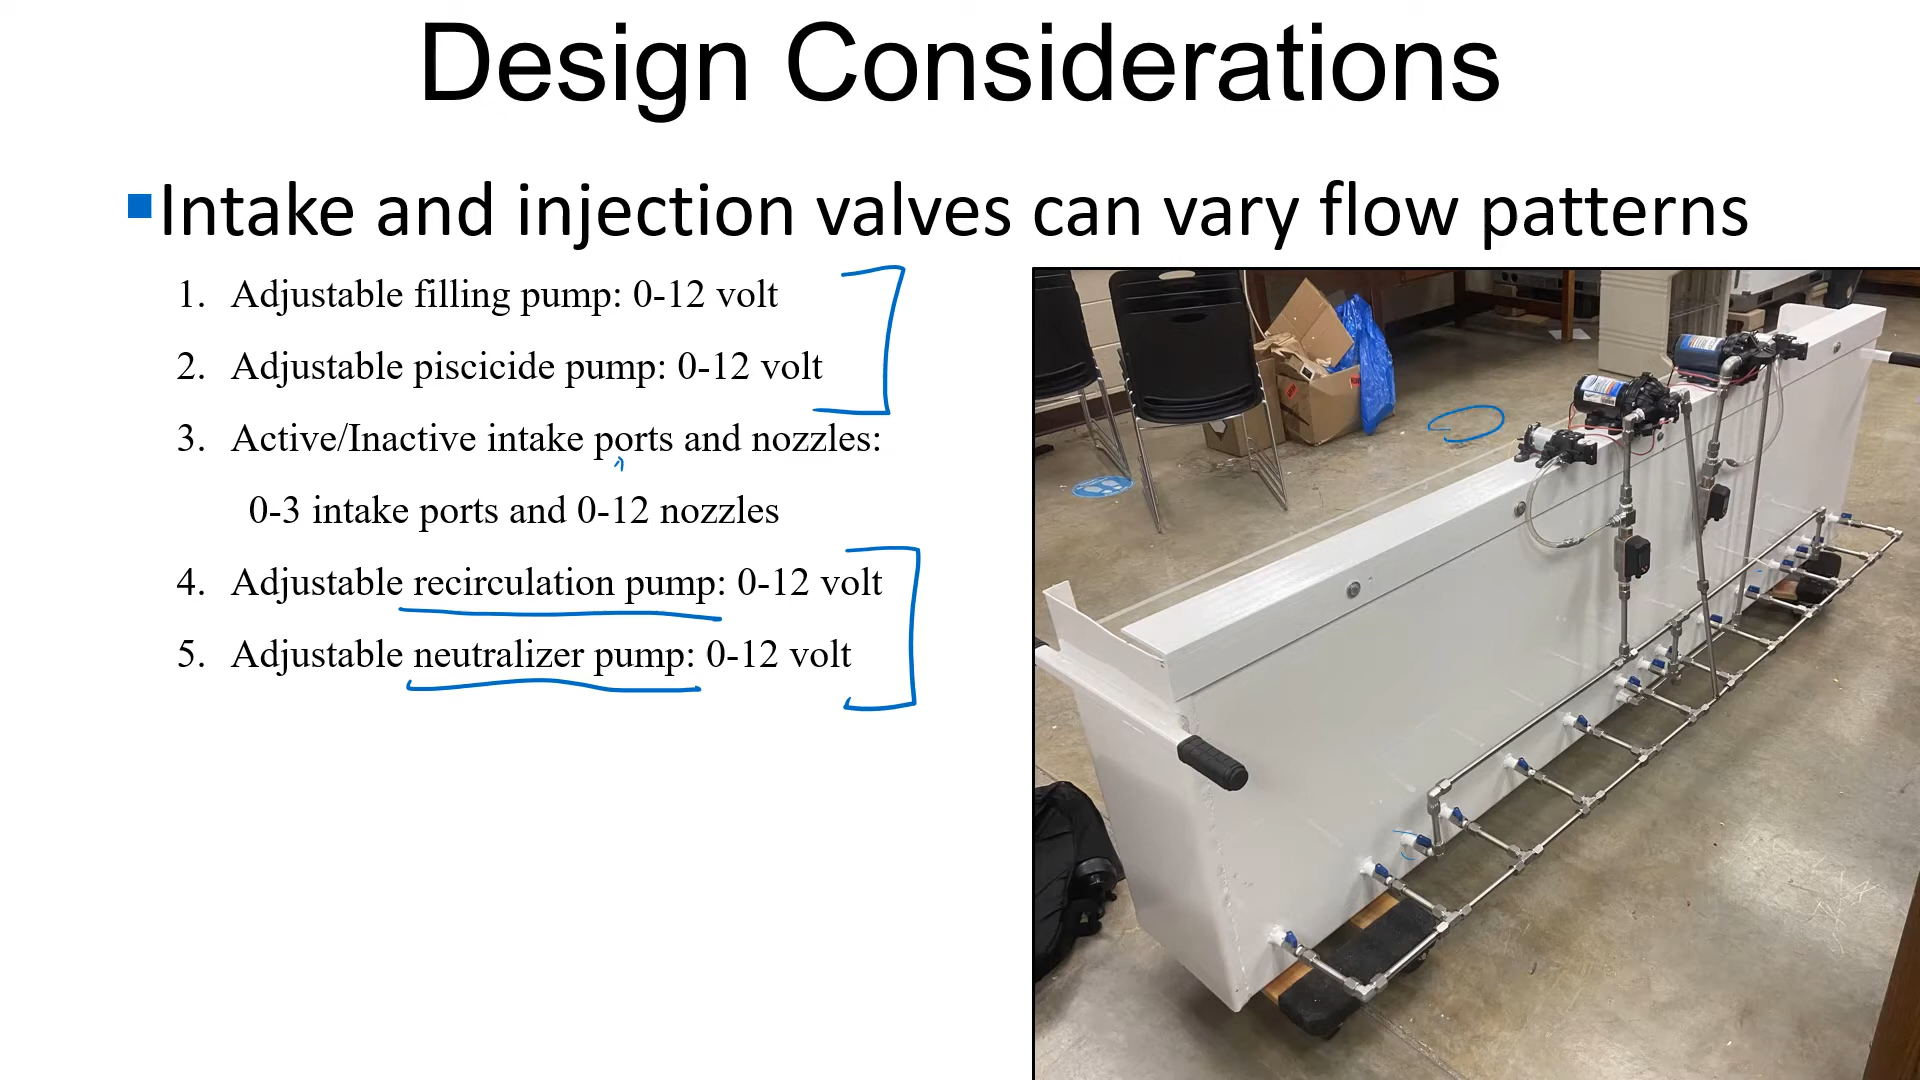 Design Considerations
▪Intake and injection valves can vary flow patterns
1. Adjustable filling pump: 0-12 volt
2. Adjustable piscicide pump: 0-12 volt
3. Active/Inactive intake ports and nozzles:
0-3 intake ports and 0-12 nozzles
4. Adjustable recirculation pump: 0-12 volt
5. Adjustable neutralizer pump: 0-12 volt